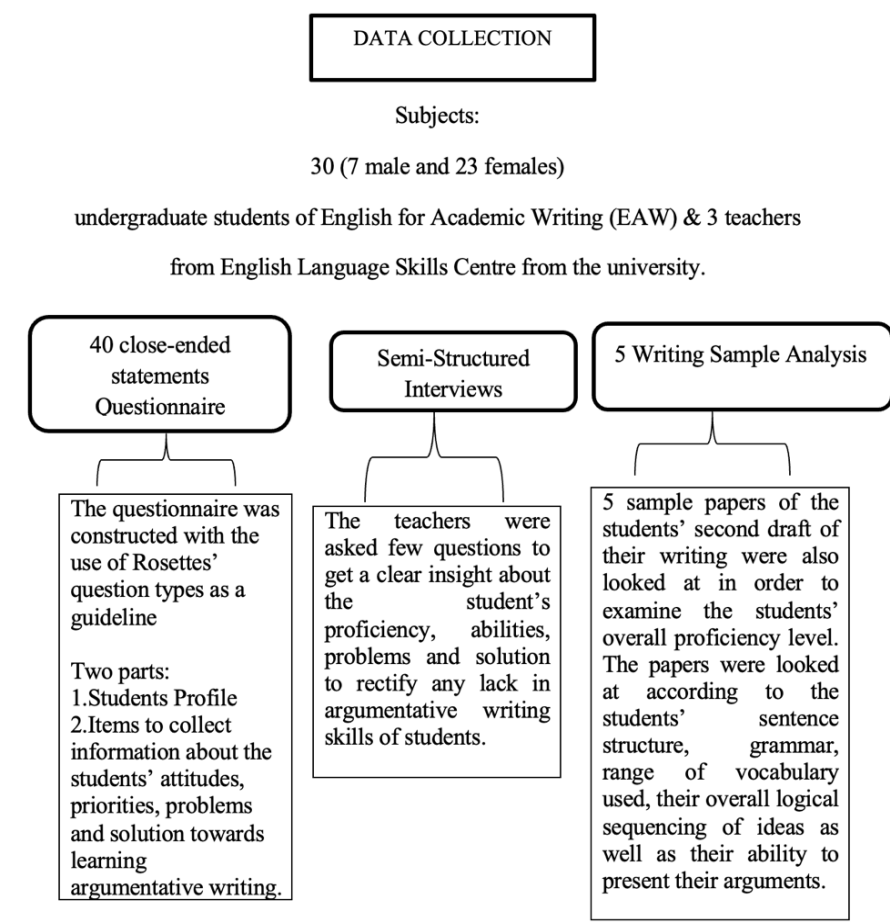 DATA COLLECTION
Subjects:
30 (7 male and 23 females)
undergraduate students of English for Academic Writing (EAW) & 3 teachers
from English Language Skills Centre from the university.
40 close-ended
statements
Questionnaire
The questionnaire was
constructed with the
use of Rosettes'
question types as a
guideline
Two parts:
1.Students Profile
2.Items to collect
information about the
students' attitudes,
priorities, problems
and solution towards
learning
argumentative writing.
Semi-Structured
Interviews
The teachers were
asked few questions to
get a clear insight about
the student's
proficiency, abilities,
problems and solution
to rectify any lack in
argumentative writing
skills of students.
5 Writing Sample Analysis
5 sample papers of the
students' second draft of
their writing were also
looked at in order to
examine the students'
overall proficiency level.
The papers were looked
at according to the
students' sentence
structure, grammar,
range of vocabulary
used, their overall logical
sequencing of ideas as
well as their ability to
present their arguments.